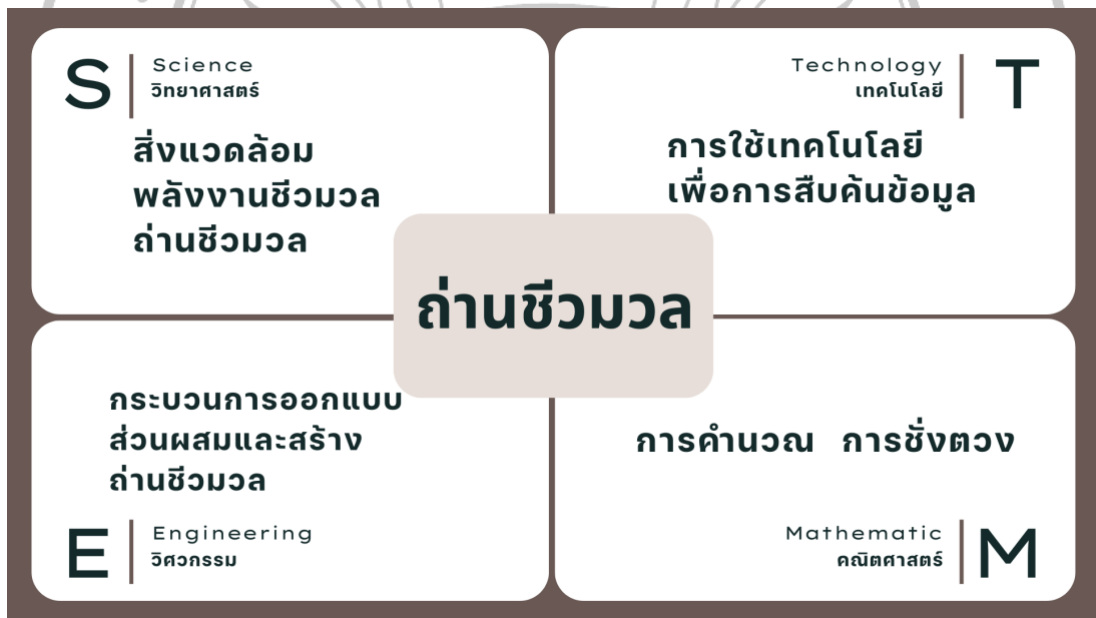 S
Science
วิทยาศาสตร์
สิ่งแวดล้อม
พลังงานชีวมวล
ถ่านชีวมวล
T
Technology
เทคโนโลยี
การใช้เทคโนโลยี
เพื่อการสืบค้นข้อมูล
ถ่านชีวมวล
กระบวนการออกแบบ
ส่วนผสมและสร้าง
ถ่านชีวมวล
E
Engineering
วิศวกรรม
การคำนวณ การชั่งตวง
Mathematic
คณิตศาสตร์
M